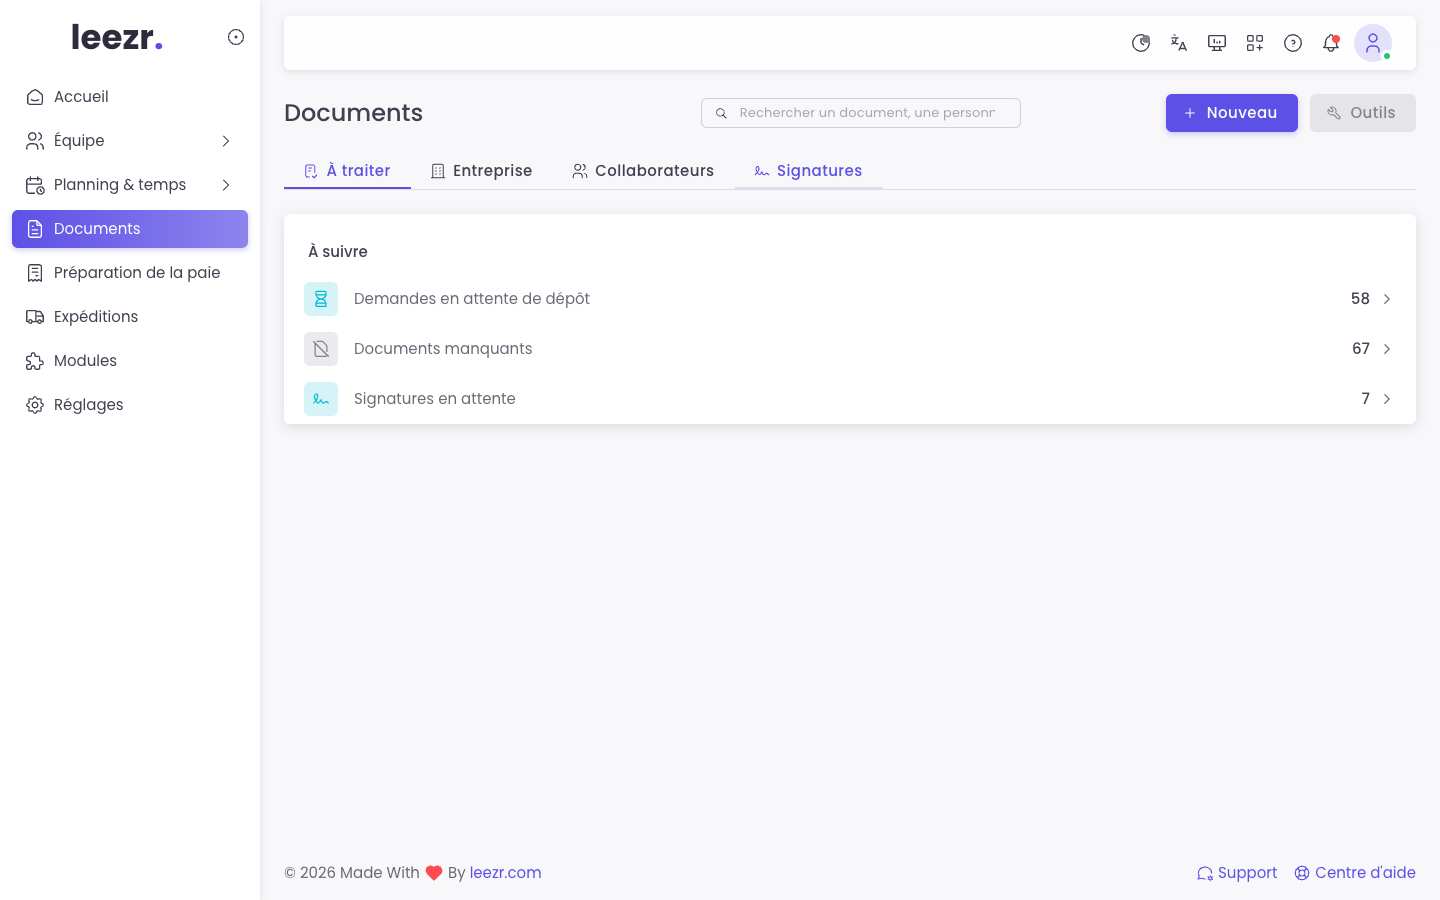 leezr.
Accueil
Équipe
Planning & temps
Documents
Préparation de la paie
Expéditions
Modules
Réglages
Documents
Rechercher un document, une personn
Nouveau
Outils
À traiter
Entreprise
Collaborateurs
Signatures
À suivre
Demandes en attente de dépôt 58
Documents manquants 67
Signatures en attente 7
© 2026 Made With By leezr.com
Support
Centre d'aide